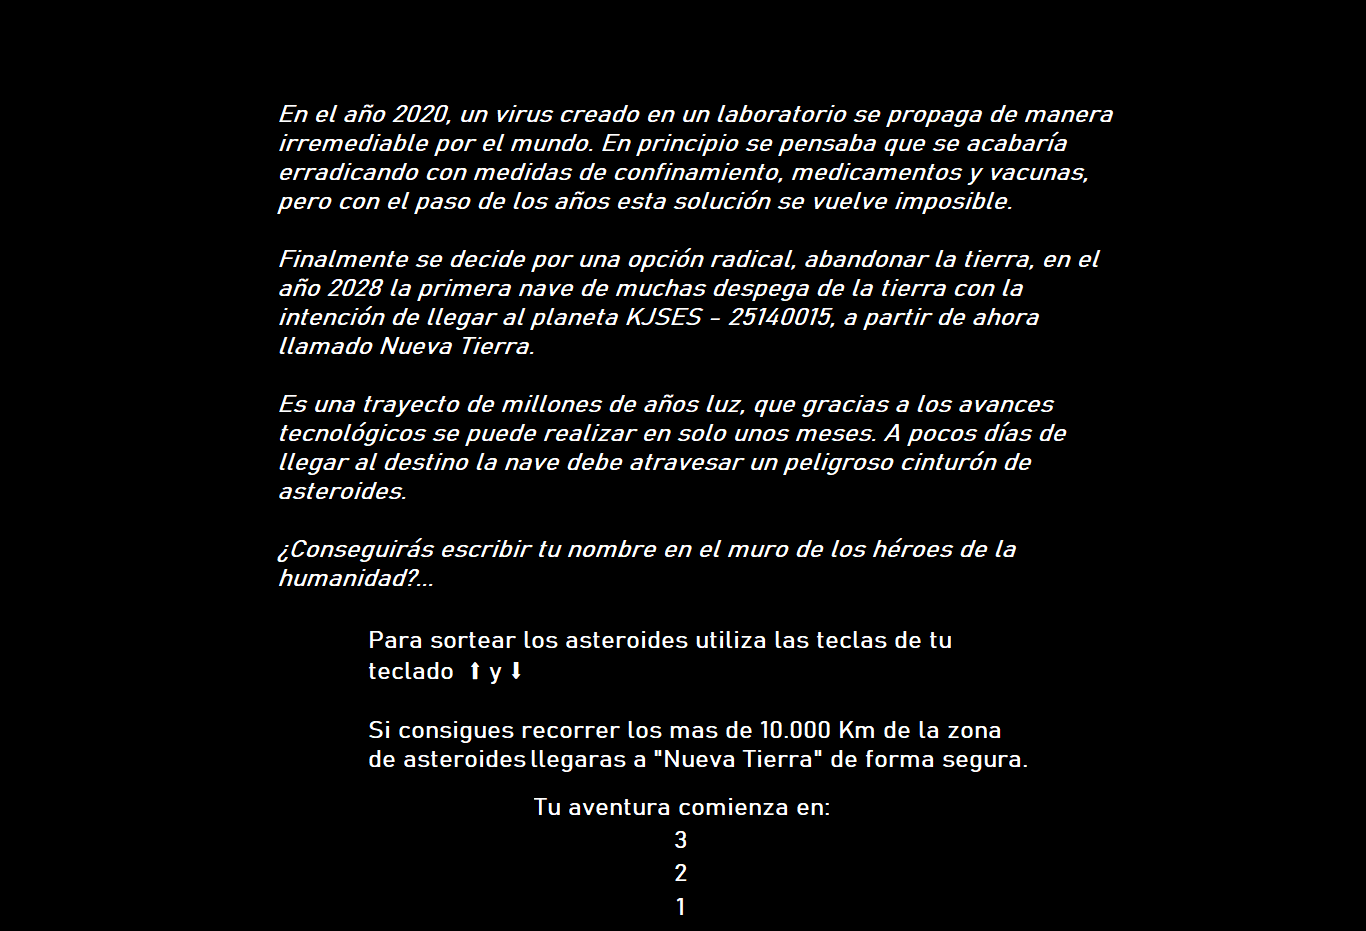 En el año 2020, un virus creado en un laboratorio se propaga de manera
irremediable por el mundo. En principio se pensaba que se acabaría
erradicando con medidas de confinamiento, medicamentos y vacunas,
pero con el paso de los años esta solución se vuelve imposible.
Finalmente se decide por una opción radical, abandonar la tierra, en el
año 2028 la primera nave de muchas despega de la tierra con la
intención de llegar al planeta KJSES - 25140015, a partir de ahora
llamado Nueva Tierra.
Es una trayecto de millones de años luz, que gracias a los avances
tecnológicos se puede realizar en solo unos meses. A pocos días de
llegar al destino la nave debe atravesar un peligroso cinturón de
asteroides.
¿Conseguirás escribir tu nombre en el muro de los héroes de la
humanidad?...
Para sortear los asteroides utiliza las teclas de tu
teclado ⬆ y ⬇
Si consigues recorrer los mas de 10.000 Km de la zona
de asteroides llegaras a "Nueva Tierra" de forma segura.
Tu aventura comienza en:
3
2
1